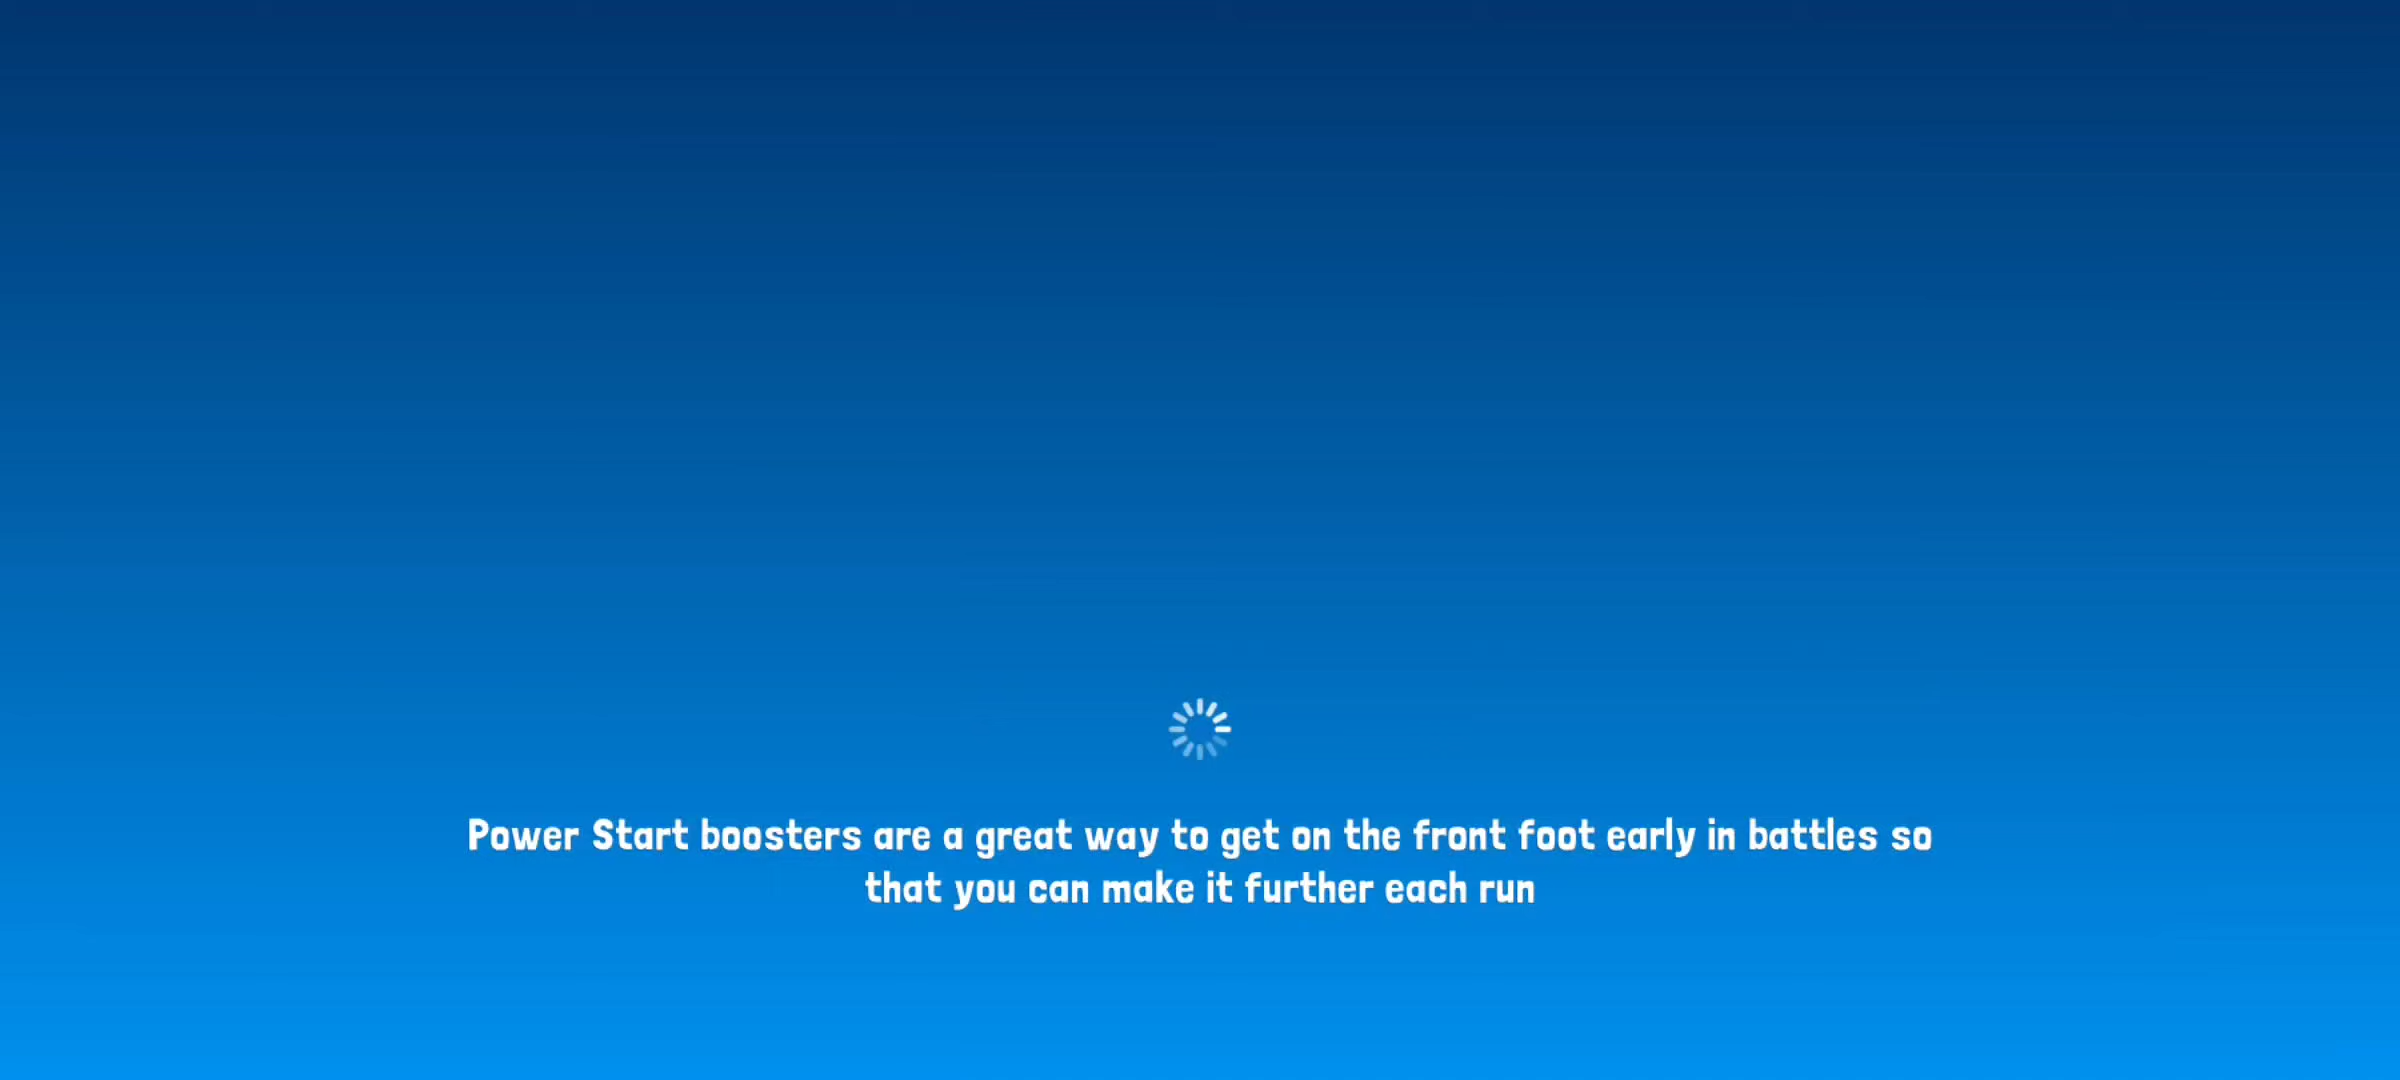 Power Start boosters are a great way to get on the front foot early in battles so
that you can make it further each run